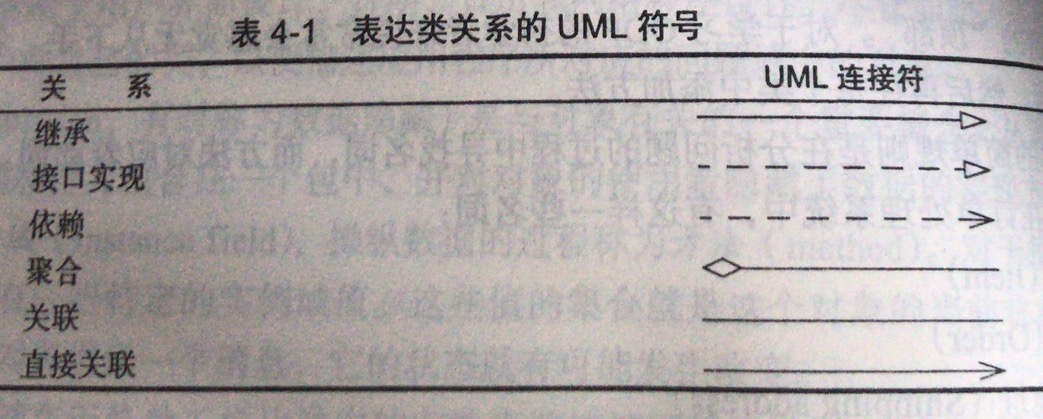 表 4-1 表达类关系的 UML 符号
关 系 UML 连接符
继承
接口实现
依赖
聚合
关联
直接关联